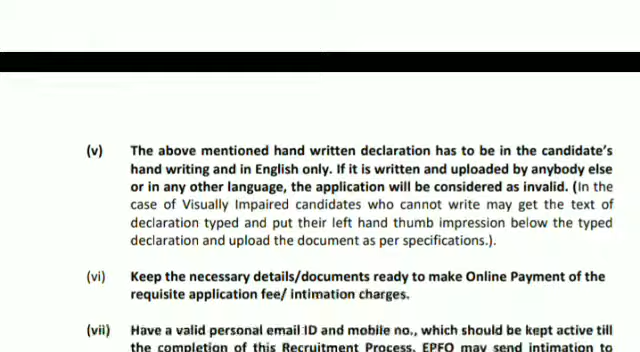 (v) The above mentioned hand written declaration has to be in the candidate's
hand writing and in English only. If it is written and uploaded by anybody else
or in any other language, the application will be considered as invalid. (In the
case of Visually Impaired candidates who cannot write may get the text of
declaration typed and put their left hand thumb impression below the typed
declaration and upload the document as per specifications.).
(vi) Keep the necessary details/documents ready to make Online Payment of the
requisite application fee/ intimation charges.
(vii) Have a valid personal email ID and mobile no., which should be kept active till
the completion of this Recruitment Process. EPFO may send intimation to